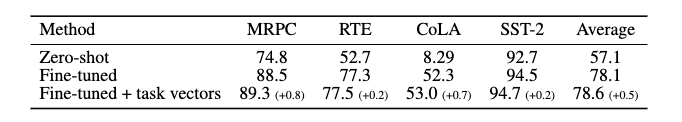 Method MRPC RTE CoLA SST-2 Average
Zero-shot 74.8 52.7 8.29 92.7 57.1
Fine-tuned 88.5 77.3 52.3 94.5 78.1
Fine-tuned + task vectors 89.3 (+0.8) 77.5 (+0.2) 53.0 (+0.7) 94.7 (+0.2) 78.6 (+0.5)